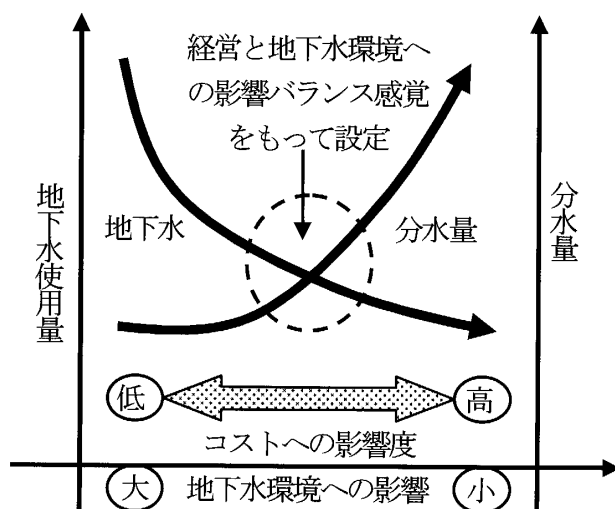 経営と地下水環境へ
の影響バランス感覚
をもって設定
地下水使用量
分水量
地下水
分水量
低
高
コストへの影響度
大
地下水環境への影響
小